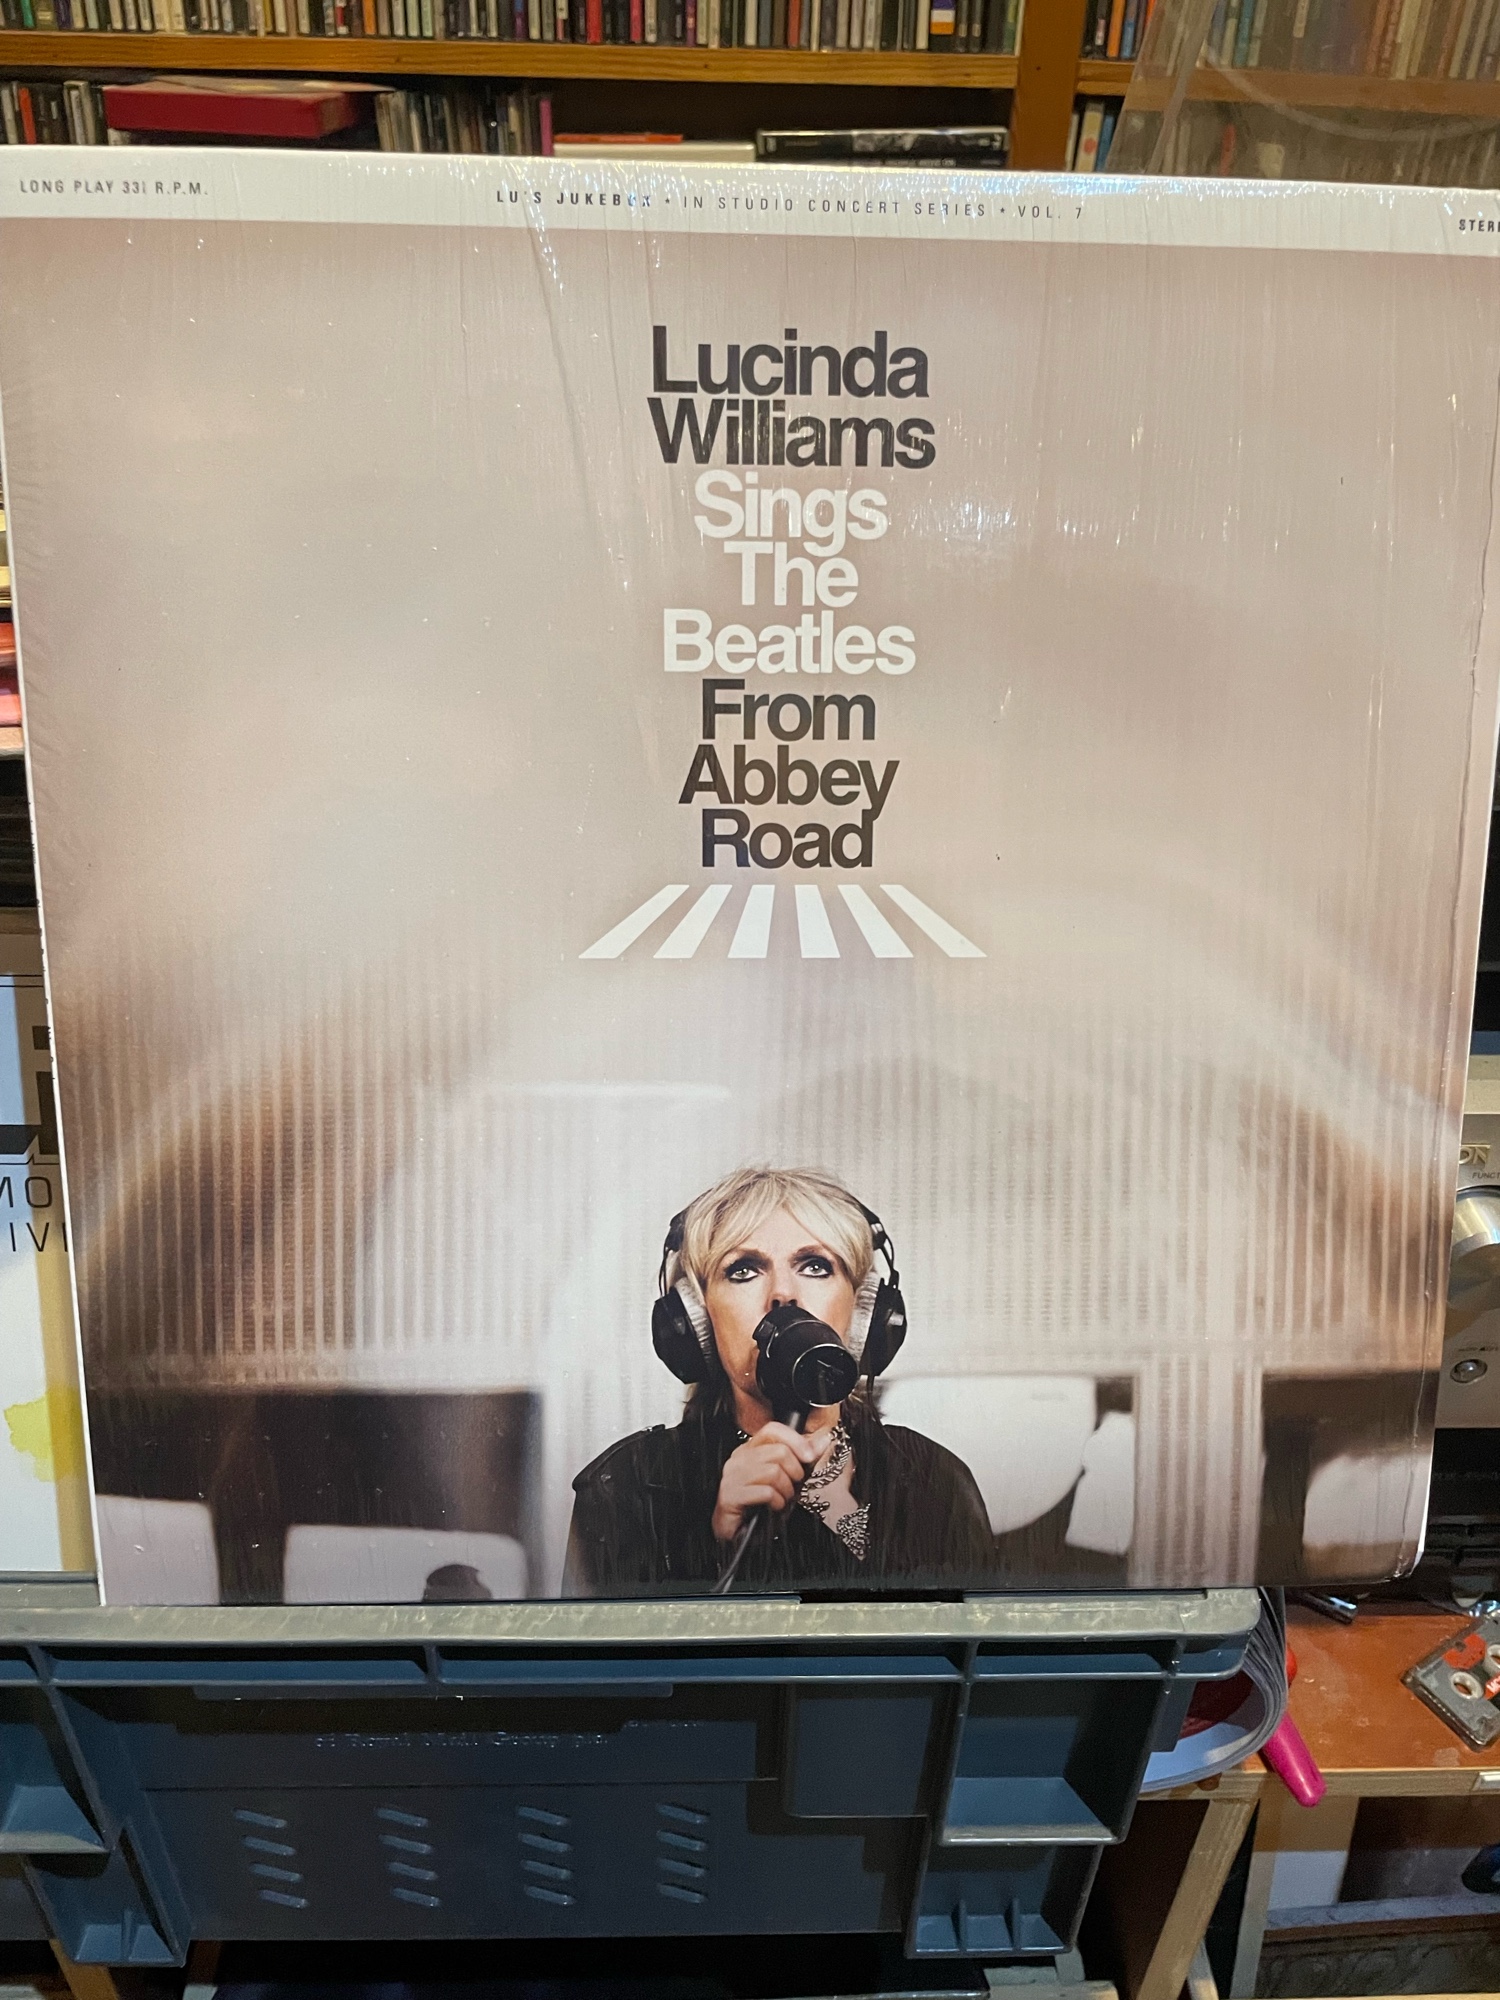 LONG PLAY 33⅓ R.P.M.
LU'S JUKEBOX • IN STUDIO CONCERT SERIES • VOL. 7
Lucinda
Williams
Sings
The
Beatles
From
Abbey
Road